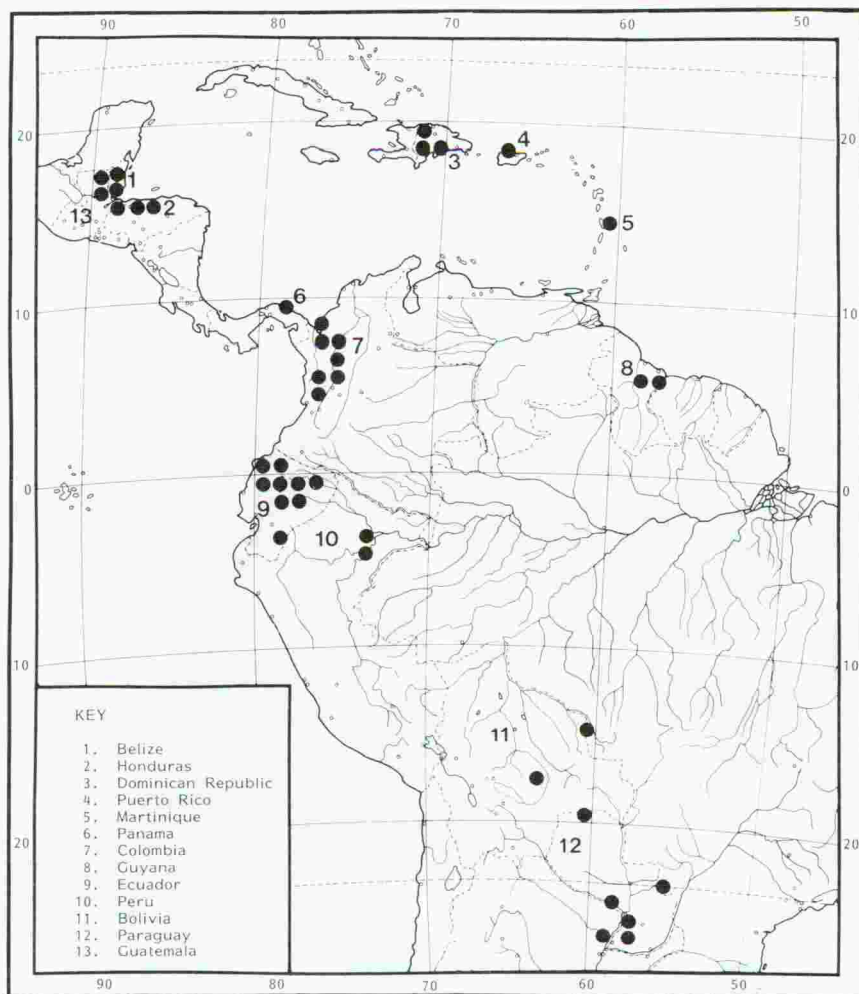 90 80 70 60 50
20 20
1
3
4
13
2
5
6
10 10
7
8
0 0
9
10
10 10
11
12
20 20
KEY
1. Belize
2. Honduras
3. Dominican Republic
4. Puerto Rico
5. Martinique
6. Panama
7. Colombia
8. Guyana
9. Ecuador
10. Peru
11. Bolivia
12. Paraguay
13. Guatemala
90 80 70 60 50